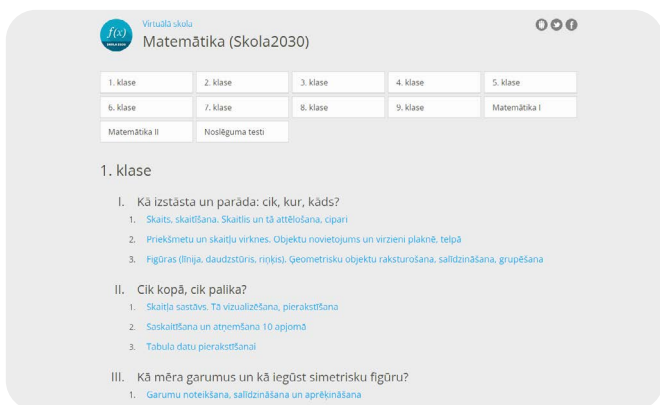 f(x)
SKOLA 2030
Virtuālā skola
Matemātika (Skola2030)
1. klase
2. klase
3. klase
4. klase
5. klase
6. klase
7. klase
8. klase
9. klase
Matemātika I
Matemātika II
Noslēguma testi
1. klase
I. Kā izstāsta un parāda: cik, kur, kāds?
1. Skaits, skaitīšana. Skaitlis un tā attēlošana, cipari
2. Priekšmetu un skaitļu virknes. Objektu novietojums un virzieni plaknē, telpā
3. Figūras (līnija, daudzstūris, riņķis). Ģeometrisku objektu raksturošana, salīdzināšana, grupēšana
II. Cik kopā, cik palika?
1. Skaitļa sastāvs. Tā vizualizēšana, pierakstīšana
2. Saskaitīšana un atņemšana 10 apjomā
3. Tabula datu pierakstīšanai
III. Kā mēra garumus un kā iegūst simetrisku figūru?
1. Garumu noteikšana, salīdzināšana un aprēķināšana